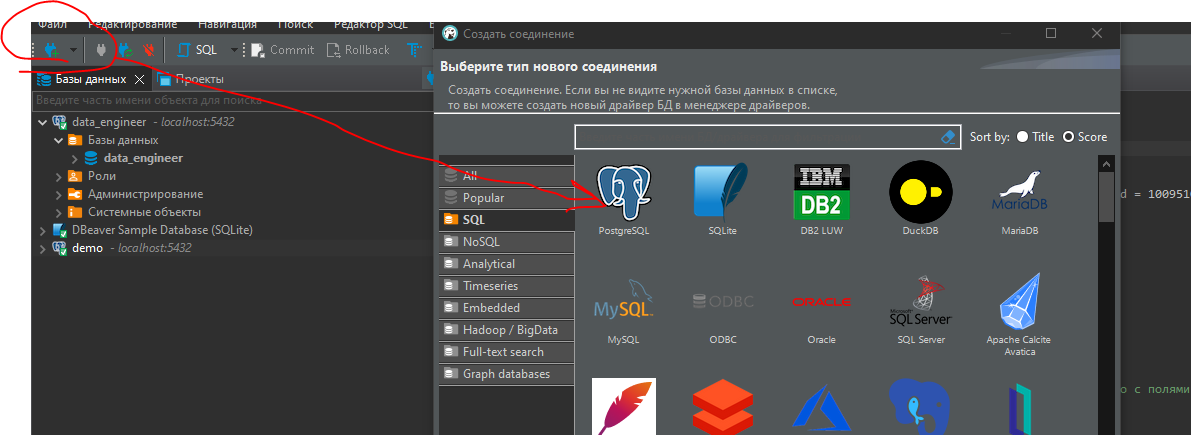 Файл Редактирование Навигация Поиск Редактор SQL
SQL Commit Rollback T
Базы данных Проекты
Введите часть имени объекта для поиска
data_engineer - localhost:5432
Базы данных
data_engineer
Роли
Администрирование
Системные объекты
DBeaver Sample Database (SQLite)
demo - localhost:5432
Создать соединение
Выберите тип нового соединения
Создать соединение. Если вы не видите нужной базы данных в списке,
то вы можете создать новый драйвер БД в менеджере драйверов.
Sort by: Title Score
All
Popular
SQL
NoSQL
Analytical
Timeseries
Embedded
Hadoop / BigData
Full-text search
Graph databases
IBM
DB2
MariaDB
PostgreSQL SQLite DB2 LUW DuckDB MariaDB
MySQL ODBC ORACLE Microsoft SQL Server
MySQL ODBC Oracle SQL Server Apache Calcite
Avatica
d = 1009510
о с полями